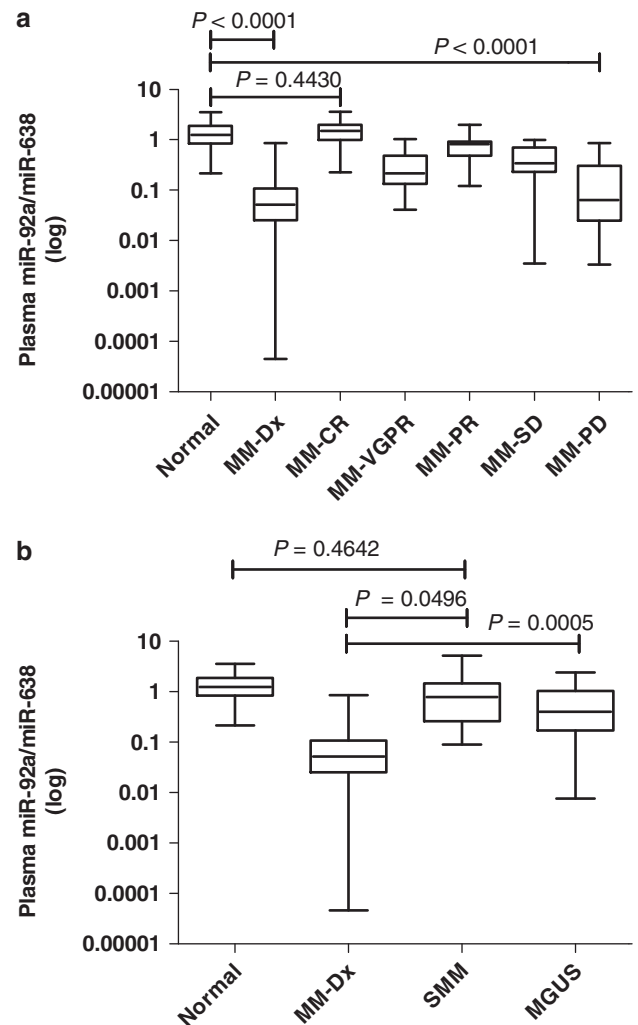 a
P < 0.0001
P < 0.0001
P = 0.4430
Plasma miR-92a/miR-638
(log)
10
1
0.1
0.01
0.001
0.0001
0.00001
Normal
MM-Dx
MM-CR
MM-VGPR
MM-PR
MM-SD
MM-PD
b
P = 0.4642
P = 0.0496
P = 0.0005
Plasma miR-92a/miR-638
(log)
10
1
0.1
0.01
0.001
0.0001
0.00001
Normal
MM-Dx
SMM
MGUS